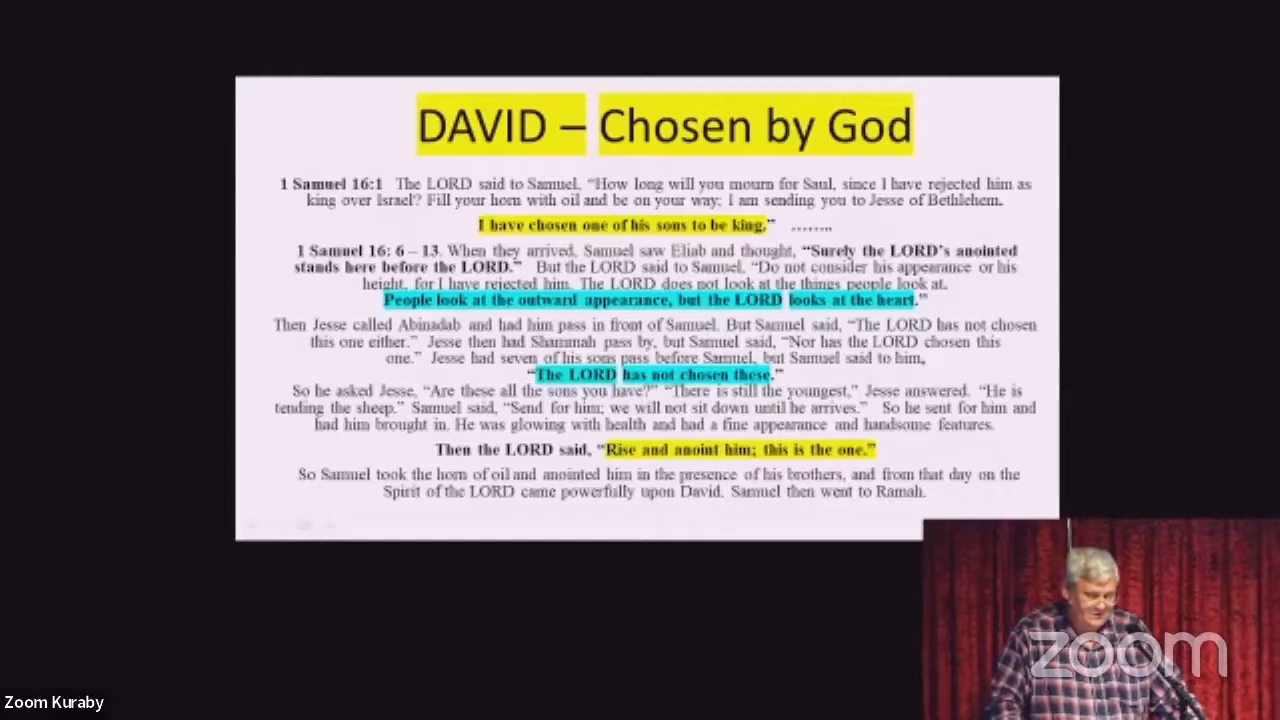 DAVID – Chosen by God
1 Samuel 16:1 The LORD said to Samuel, “How long will you mourn for Saul, since I have rejected him as
king over Israel? Fill your horn with oil and be on your way; I am sending you to Jesse of Bethlehem.
I have chosen one of his sons to be king.” ........
1 Samuel 16: 6 – 13. When they arrived, Samuel saw Eliab and thought, “Surely the LORD’s anointed
stands here before the LORD.” But the LORD said to Samuel, “Do not consider his appearance or his
height, for I have rejected him. The LORD does not look at the things people look at.
People look at the outward appearance, but the LORD looks at the heart.”
Then Jesse called Abinadab and had him pass in front of Samuel. But Samuel said, “The LORD has not chosen
this one either.” Jesse then had Shammah pass by, but Samuel said, “Nor has the LORD chosen this
one.” Jesse had seven of his sons pass before Samuel, but Samuel said to him,
“The LORD has not chosen these.”
So he asked Jesse, “Are these all the sons you have?” “There is still the youngest,” Jesse answered. “He is
tending the sheep.” Samuel said, “Send for him; we will not sit down until he arrives.” So he sent for him and
had him brought in. He was glowing with health and had a fine appearance and handsome features.
Then the LORD said, “Rise and anoint him; this is the one.”
So Samuel took the horn of oil and anointed him in the presence of his brothers, and from that day on the
Spirit of the LORD came powerfully upon David. Samuel then went to Ramah.
zoom
Zoom Kuraby